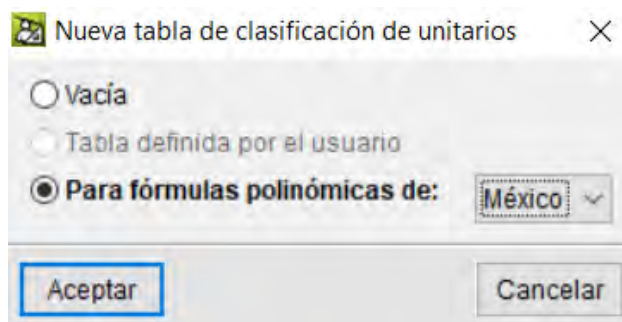 Nueva tabla de clasificación de unitarios
Vacía
Tabla definida por el usuario
Para fórmulas polinómicas de: México
Aceptar Cancelar